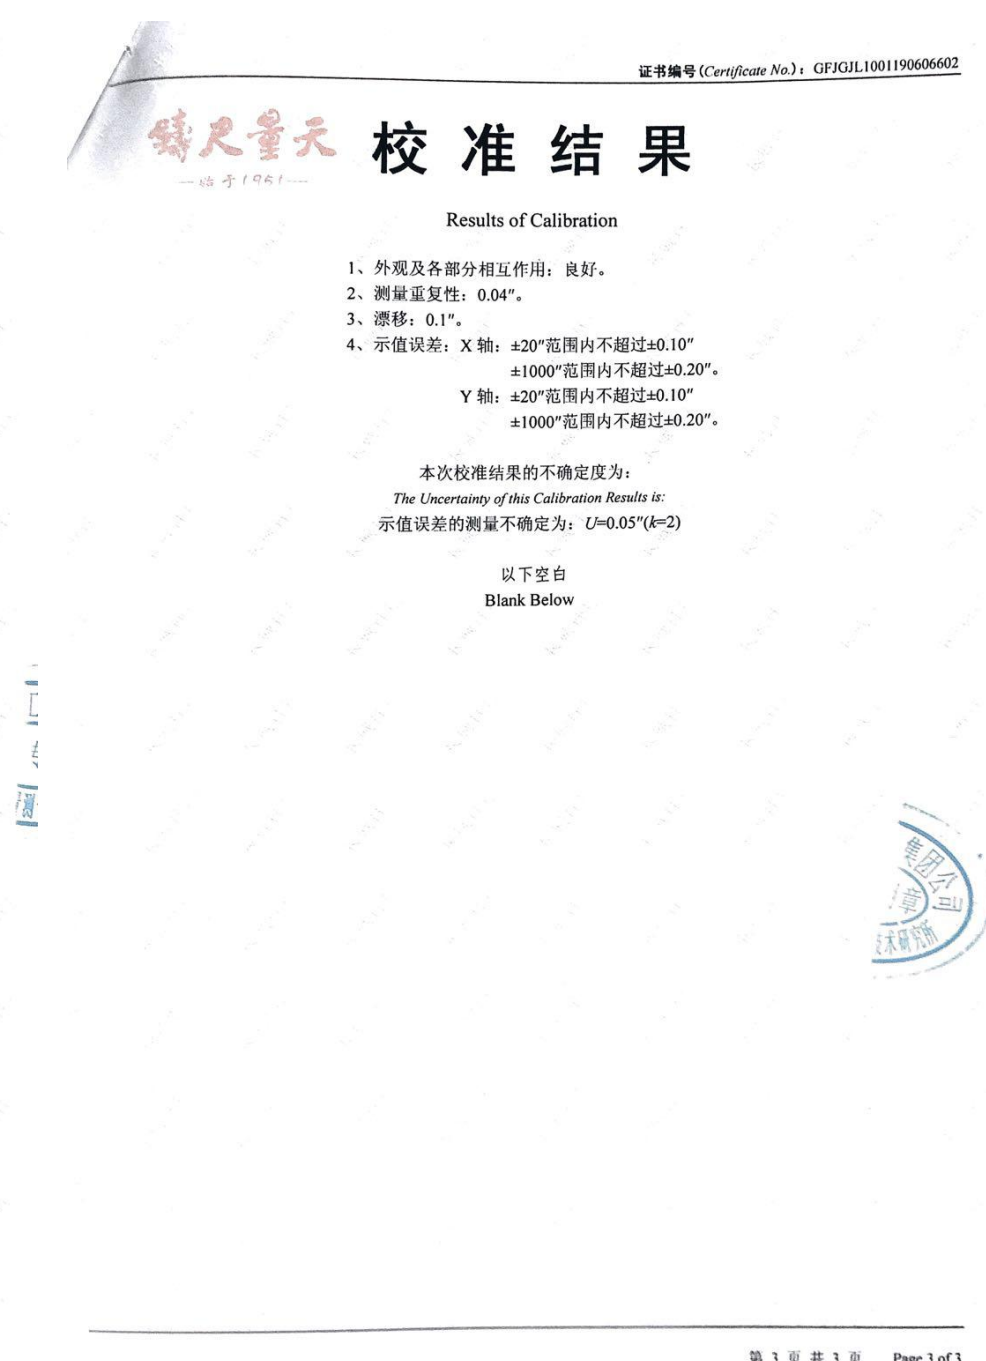 证书编号(Certificate No.)：GFJGJL1001190606602
鑄尺量天
—始于1951—
校准结果
Results of Calibration
1、外观及各部分相互作用：良好。
2、测量重复性：0.04″。
3、漂移：0.1″。
4、示值误差：X 轴：±20″范围内不超过±0.10″
±1000″范围内不超过±0.20″。
Y 轴：±20″范围内不超过±0.10″
±1000″范围内不超过±0.20″。
本次校准结果的不确定度为：
The Uncertainty of this Calibration Results is:
示值误差的测量不确定为：U=0.05″(k=2)
以下空白
Blank Below
集团公司
章
技术研究所
第 3 页 共 3 页 Page 3 of 3